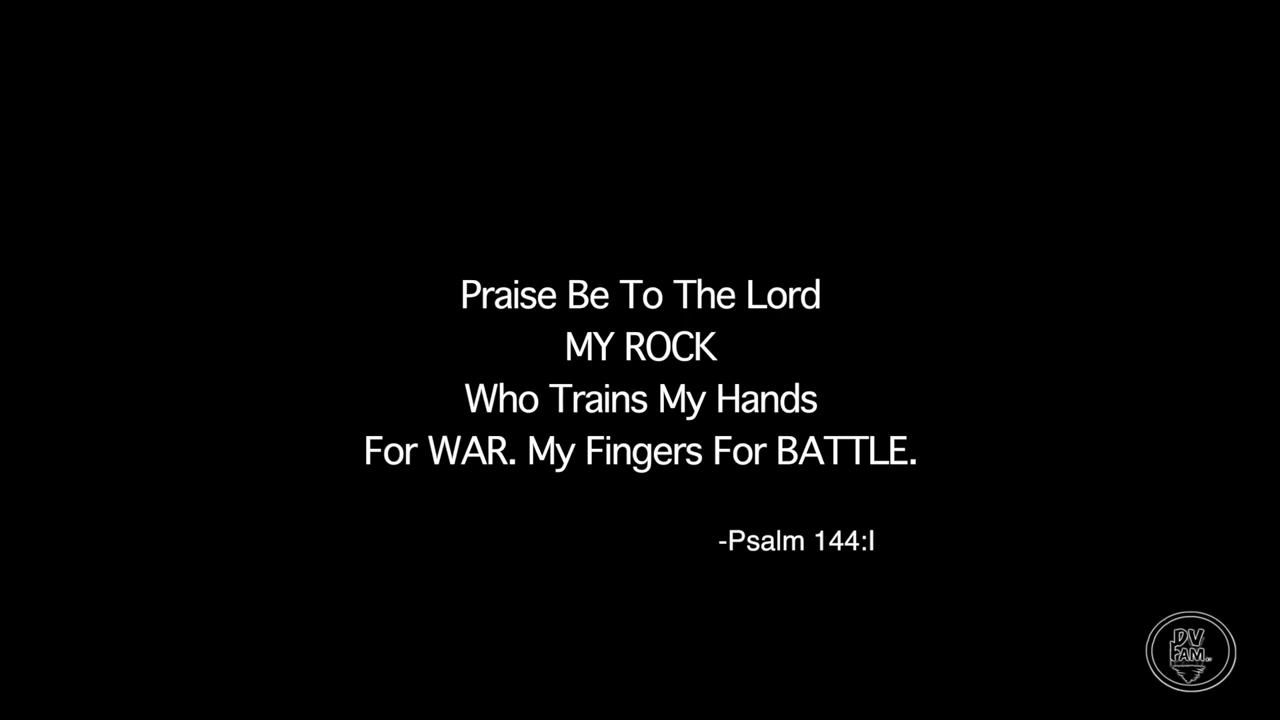 Praise Be To The Lord
MY ROCK
Who Trains My Hands
For WAR. My Fingers For BATTLE.
-Psalm 144:I
DV
FAM